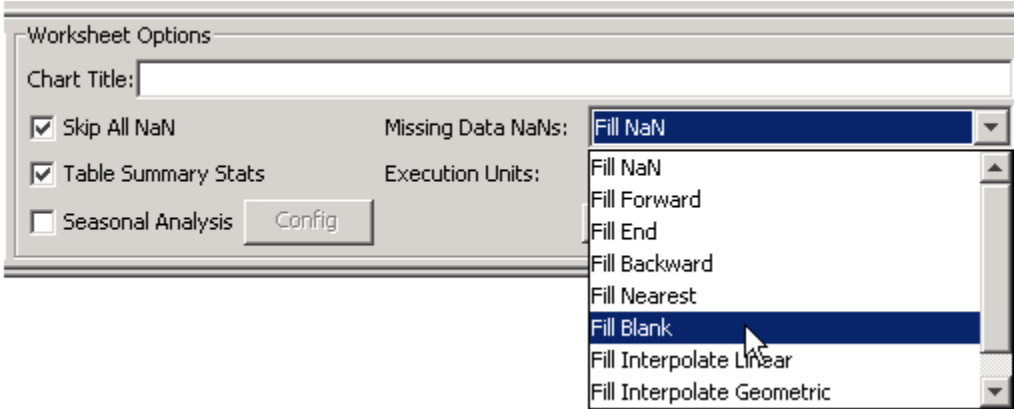 Worksheet Options
Chart Title:
Skip All NaN Missing Data NaNs: Fill NaN
Fill NaN
Table Summary Stats Execution Units:
Fill Forward
Seasonal Analysis Config
Fill End
Fill Backward
Fill Nearest
Fill Blank
Fill Interpolate Linear
Fill Interpolate Geometric